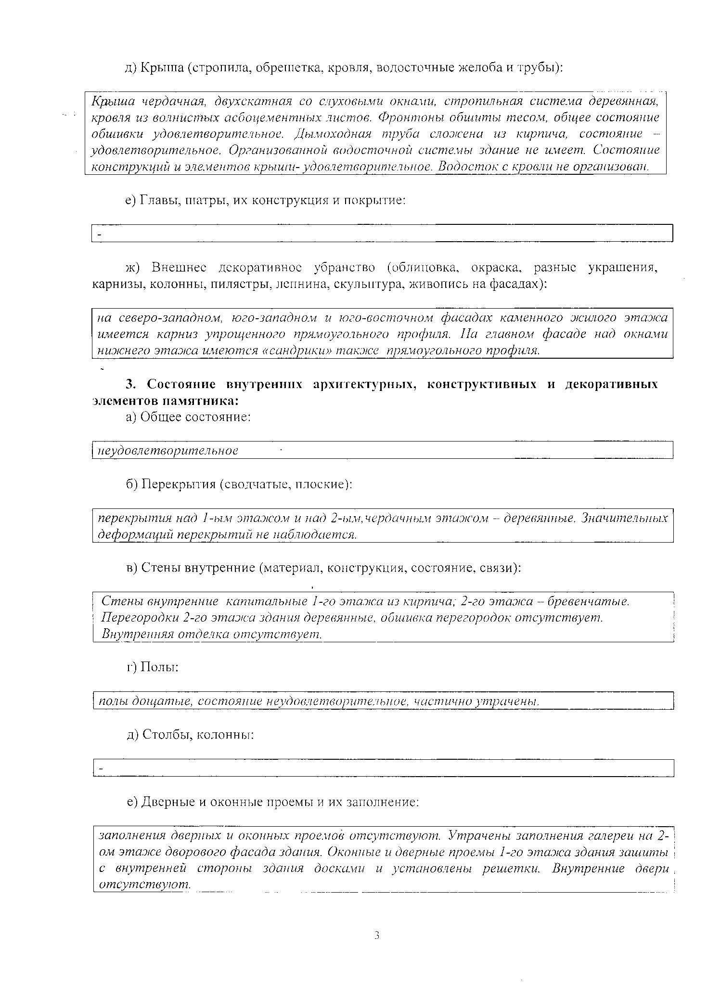 д) Крыша (стропила, обрешетка, кровля, водосточные желоба и трубы):
Крыша чердачная, двухскатная со слуховыми окнами, стропильная система деревянная,
кровля из волнистых асбоцементных листов. Фронтоны обшиты тесом, общее состояние
обшивки удовлетворительное. Дымоходная труба сложена из кирпича, состояние –
удовлетворительное. Организованной водосточной системы здание не имеет. Состояние
конструкций и элементов крыши- удовлетворительное. Водосток с кровли не организован.
е) Главы, шатры, их конструкция и покрытие:
-
ж) Внешнее декоративное убранство (облицовка, окраска, разные украшения,
карнизы, колонны, пилястры, лепнина, скульптура, живопись на фасадах):
на северо-западном, юго-западном и юго-восточном фасадах каменного жилого этажа
имеется карниз упрощенного прямоугольного профиля. На главном фасаде над окнами
нижнего этажа имеются «сандрики» также прямоугольного профиля.
3. Состояние внутренних архитектурных, конструктивных и декоративных
элементов памятника:
а) Общее состояние:
неудовлетворительное
б) Перекрытия (сводчатые, плоские):
перекрытия над 1-ым этажом и над 2-ым,чердачным этажом – деревянные. Значительных
деформаций перекрытий не наблюдается.
в) Стены внутренние (материал, конструкция, состояние, связи):
Стены внутренние капитальные 1-го этажа из кирпича; 2-го этажа – бревенчатые.
Перегородки 2-го этажа здания деревянные, обшивка перегородок отсутствует.
Внутренняя отделка отсутствует.
г) Полы:
полы дощатые, состояние неудовлетворительное, частично утрачены.
д) Столбы, колонны:
-
е) Дверные и оконные проемы и их заполнение:
заполнения дверных и оконных проемов отсутствуют. Утрачены заполнения галереи на 2-
ом этаже дворового фасада здания. Оконные и дверные проемы 1-го этажа здания зашиты
с внутренней стороны здания досками и установлены решетки. Внутренние двери
отсутствуют.
3